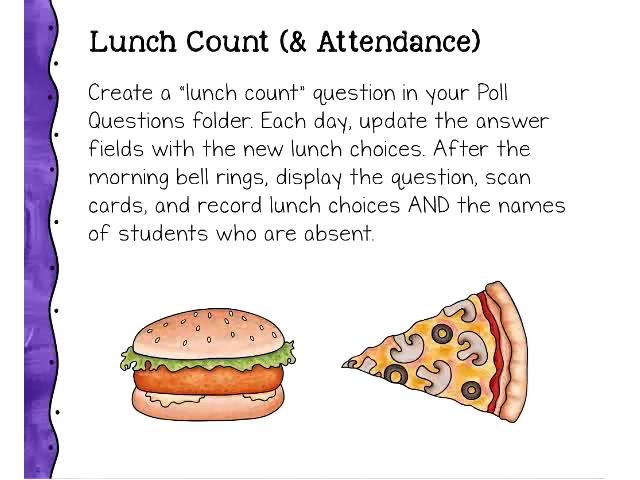 Lunch Count (& Attendance)
Create a "lunch count" question in your Poll
Questions folder. Each day, update the answer
fields with the new lunch choices. After the
morning bell rings, display the question, scan
cards, and record lunch choices AND the names
of students who are absent.